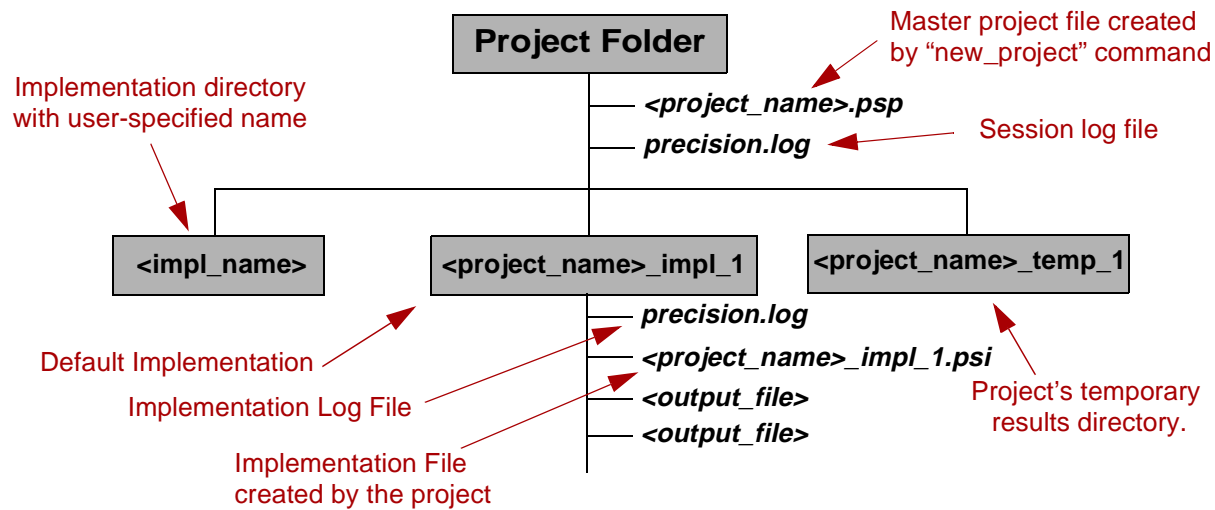 Project Folder
Master project file created
by “new_project” command
<project_name>.psp
Implementation directory
with user-specified name
precision.log
Session log file
<impl_name>
<project_name>_impl_1
<project_name>_temp_1
precision.log
<project_name>_impl_1.psi
Default Implementation
<output_file>
Implementation Log File
<output_file>
Project’s temporary
results directory.
Implementation File
created by the project